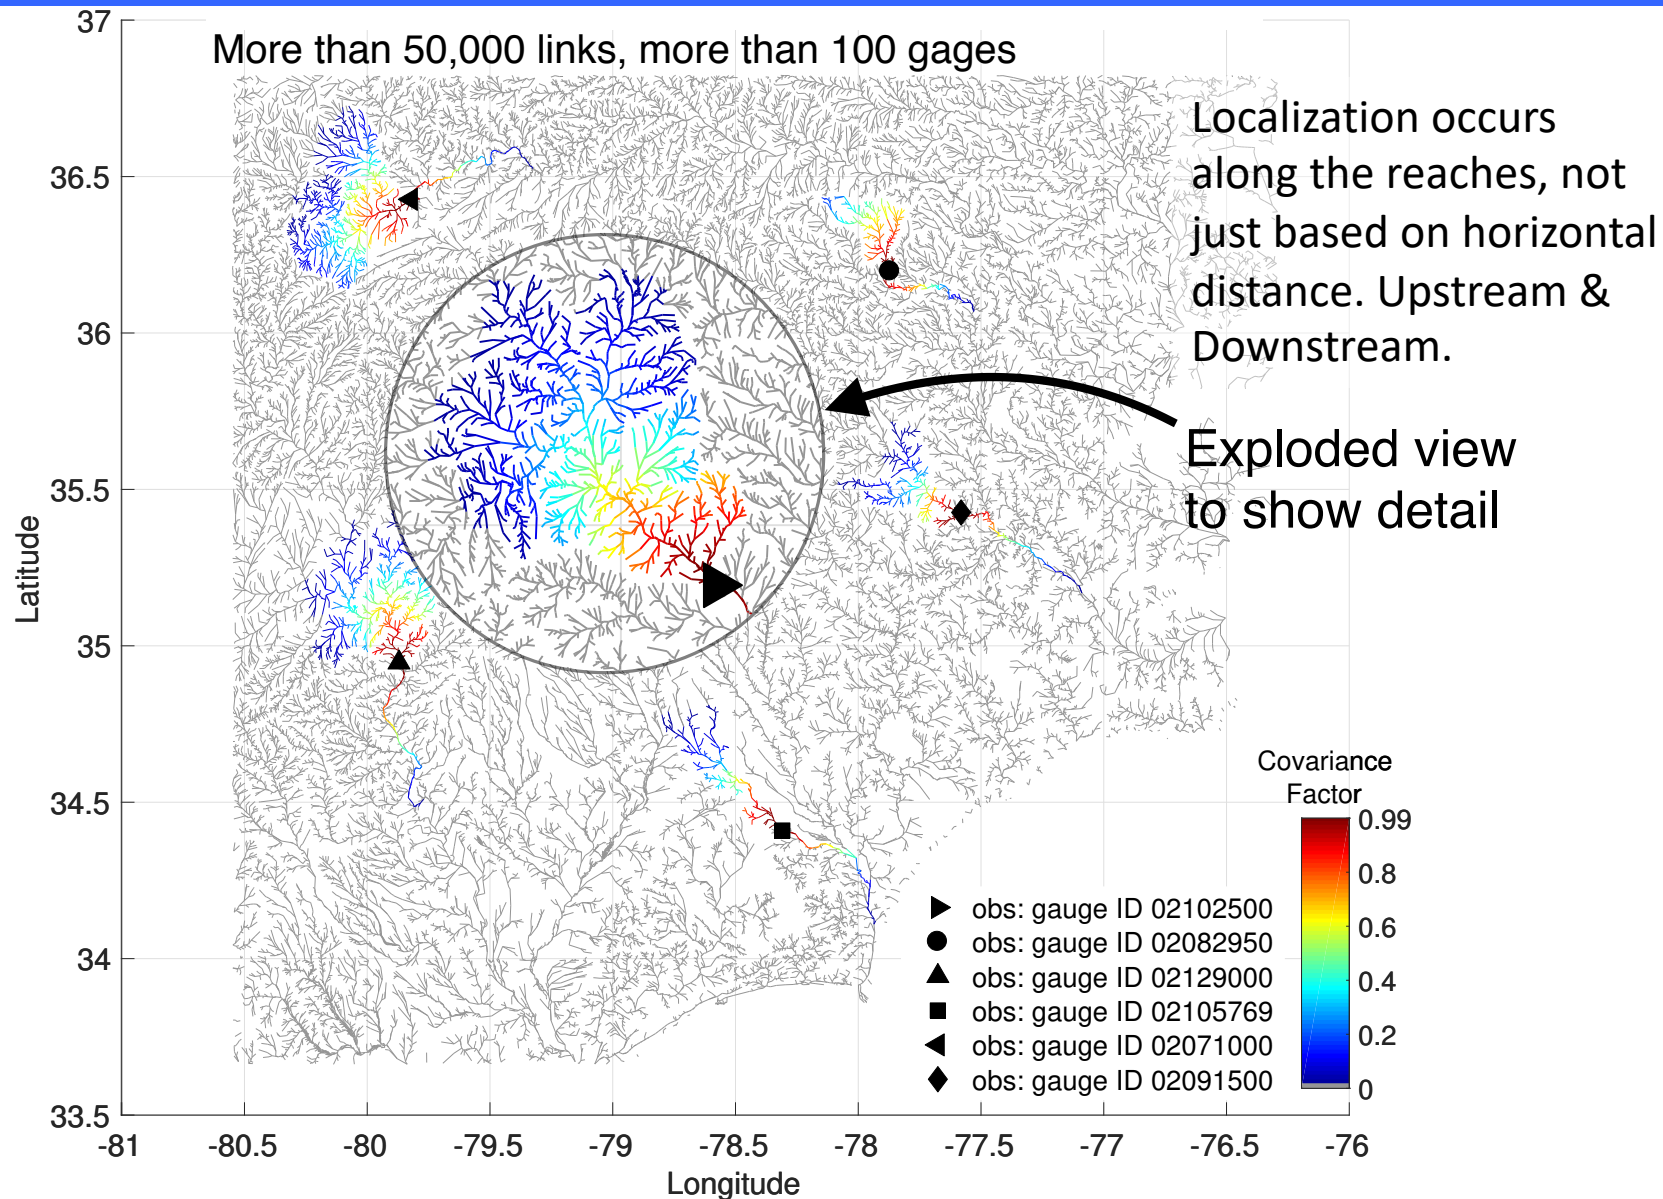 More than 50,000 links, more than 100 gages
Localization occurs
along the reaches, not
just based on horizontal
distance. Upstream &
Downstream.
Exploded view
to show detail
37
36.5
36
35.5
35
34.5
34
33.5
Latitude
-81
-80.5
-80
-79.5
-79
-78.5
-78
-77.5
-77
-76.5
-76
Longitude
obs: gauge ID 02102500
obs: gauge ID 02082950
obs: gauge ID 02129000
obs: gauge ID 02105769
obs: gauge ID 02071000
obs: gauge ID 02091500
Covariance
Factor
0.99
0.8
0.6
0.4
0.2
0